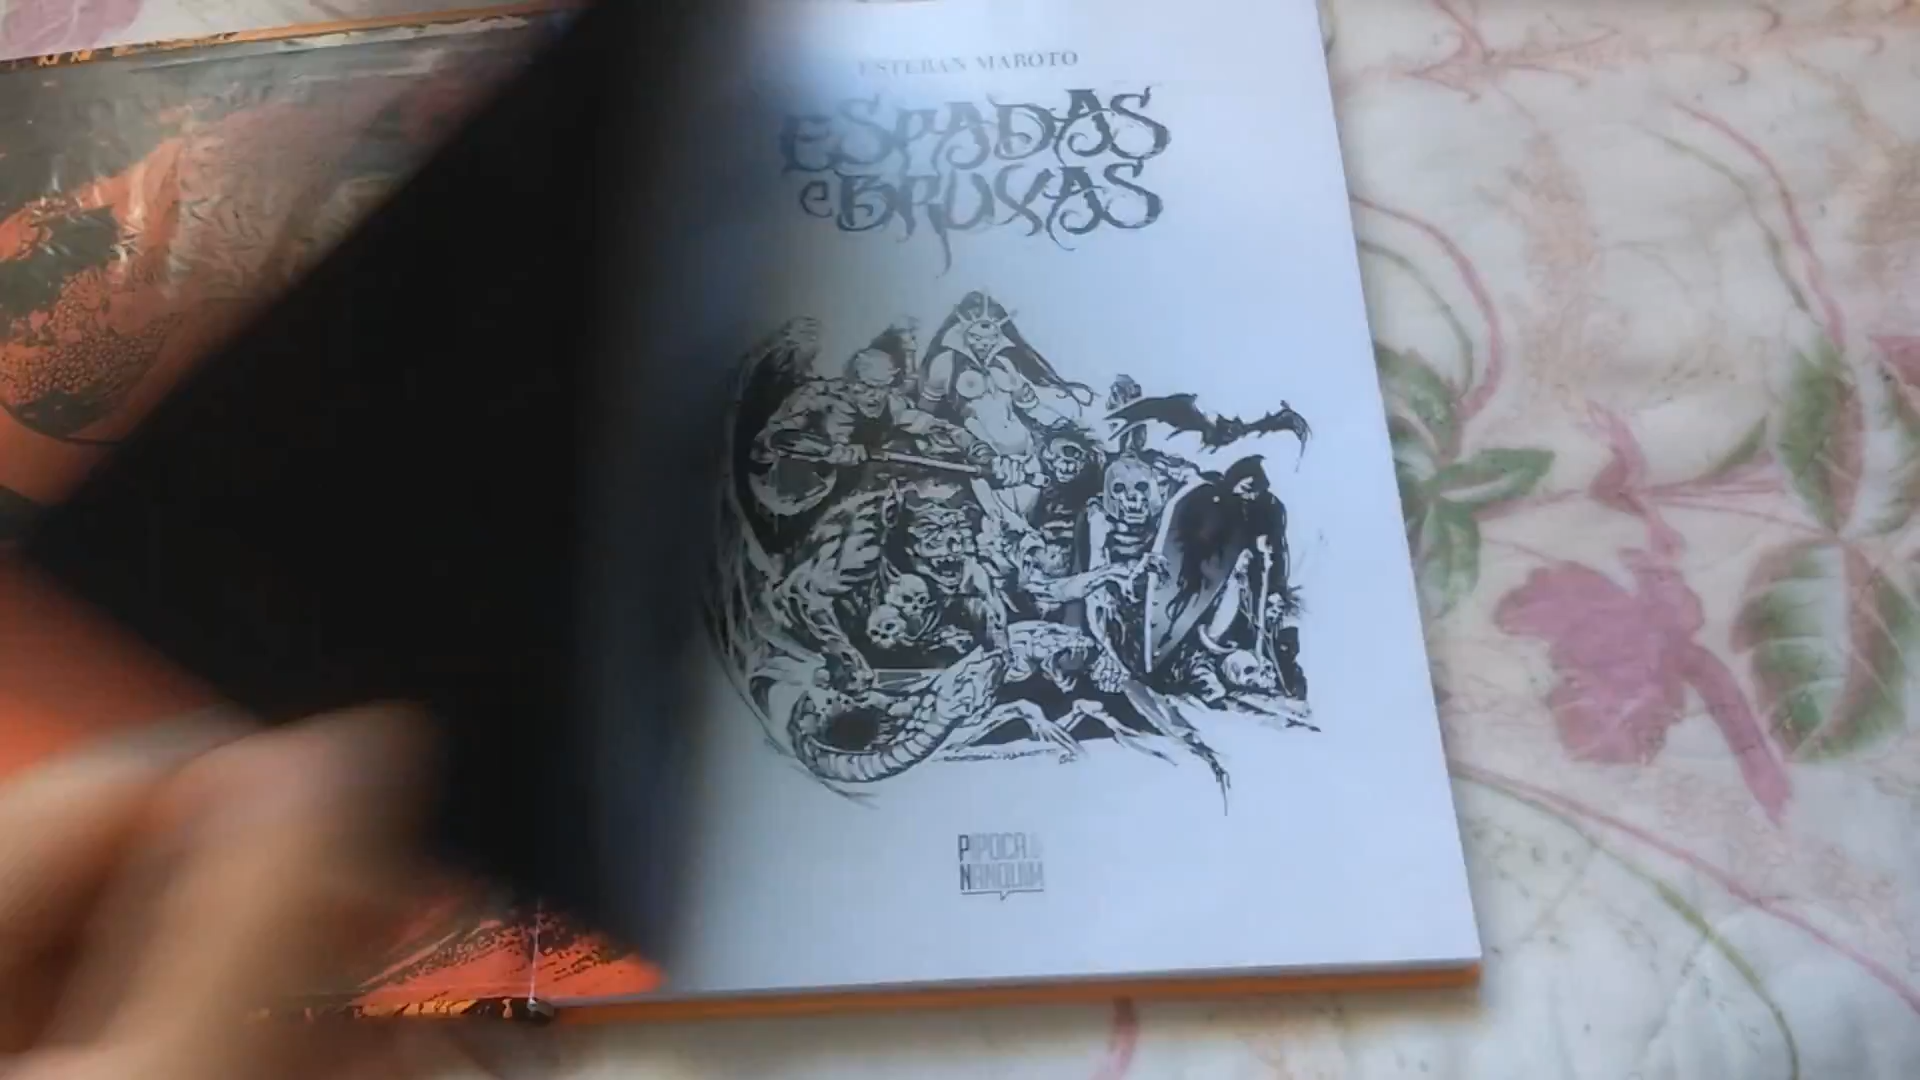 ESTEBAN MAROTO
ESPADAS
e BRUXAS
PIPOCA &
NANQUIM